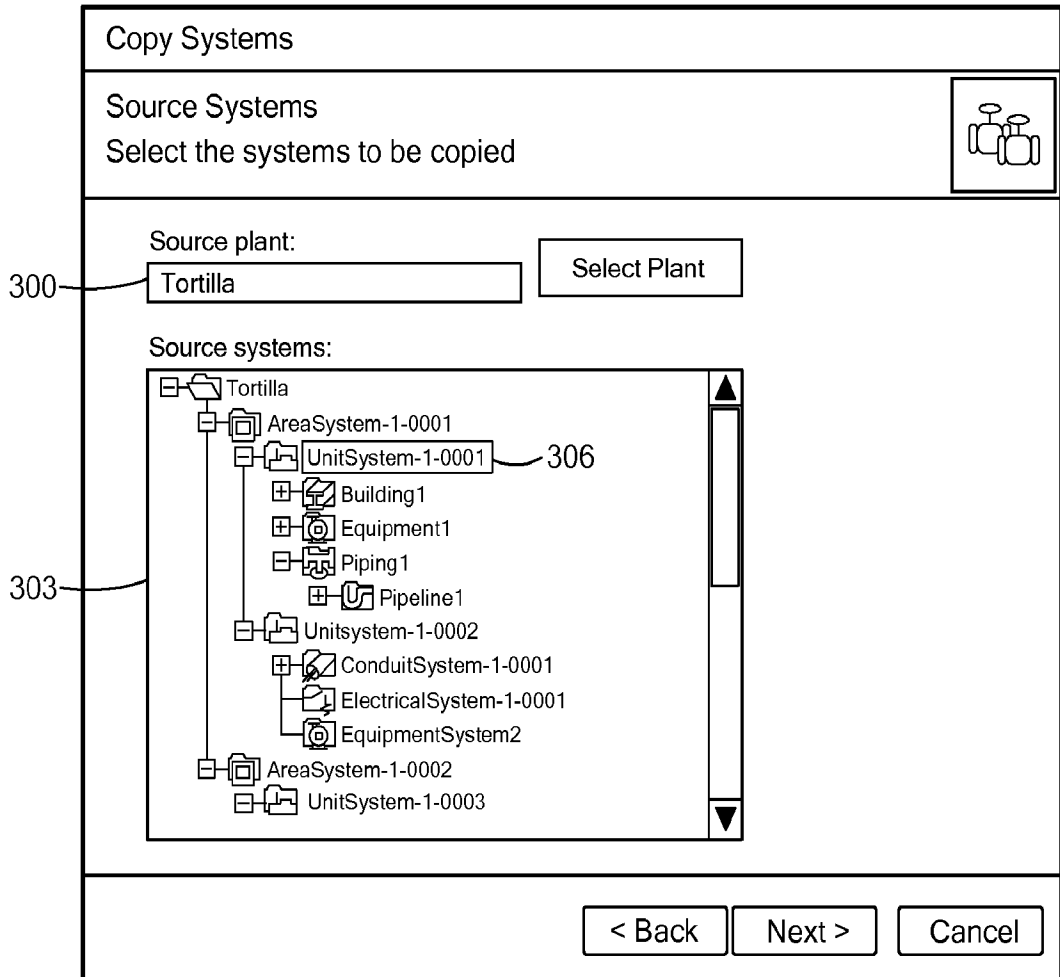 Copy Systems
Source Systems
Select the systems to be copied
Source plant:
300
Tortilla
Select Plant
Source systems:
Tortilla
AreaSystem-1-0001
UnitSystem-1-0001
306
Building1
Equipment1
Piping1
303
Pipeline1
Unitsystem-1-0002
ConduitSystem-1-0001
ElectricalSystem-1-0001
EquipmentSystem2
AreaSystem-1-0002
UnitSystem-1-0003
< Back
Next >
Cancel